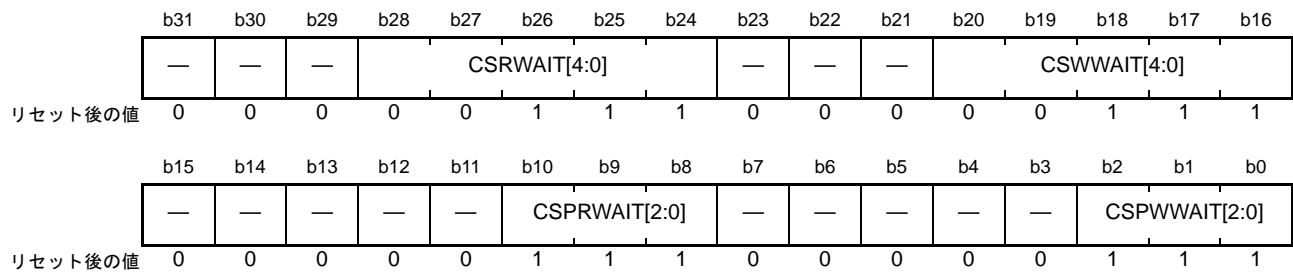 b31 b30 b29 b28 b27 b26 b25 b24 b23 b22 b21 b20 b19 b18 b17 b16
— — — CSRWAIT[4:0] — — — CSWWAIT[4:0]
リセット後の値 0 0 0 0 0 1 1 1 0 0 0 0 0 1 1 1
b15 b14 b13 b12 b11 b10 b9 b8 b7 b6 b5 b4 b3 b2 b1 b0
— — — — — CSPRWAIT[2:0] — — — — — CSPWWAIT[2:0]
リセット後の値 0 0 0 0 0 1 1 1 0 0 0 0 0 1 1 1